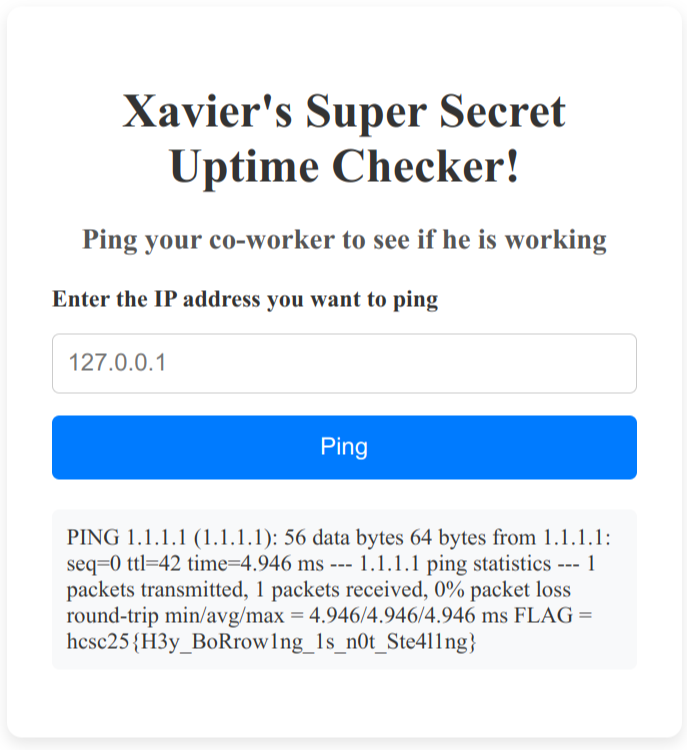 Xavier's Super Secret
Uptime Checker!
Ping your co-worker to see if he is working
Enter the IP address you want to ping
127.0.0.1
Ping
PING 1.1.1.1 (1.1.1.1): 56 data bytes 64 bytes from 1.1.1.1:
seq=0 ttl=42 time=4.946 ms --- 1.1.1.1 ping statistics --- 1
packets transmitted, 1 packets received, 0% packet loss
round-trip min/avg/max = 4.946/4.946/4.946 ms FLAG =
hcsc25{H3y_BoRrow1ng_1s_n0t_Ste4l1ng}